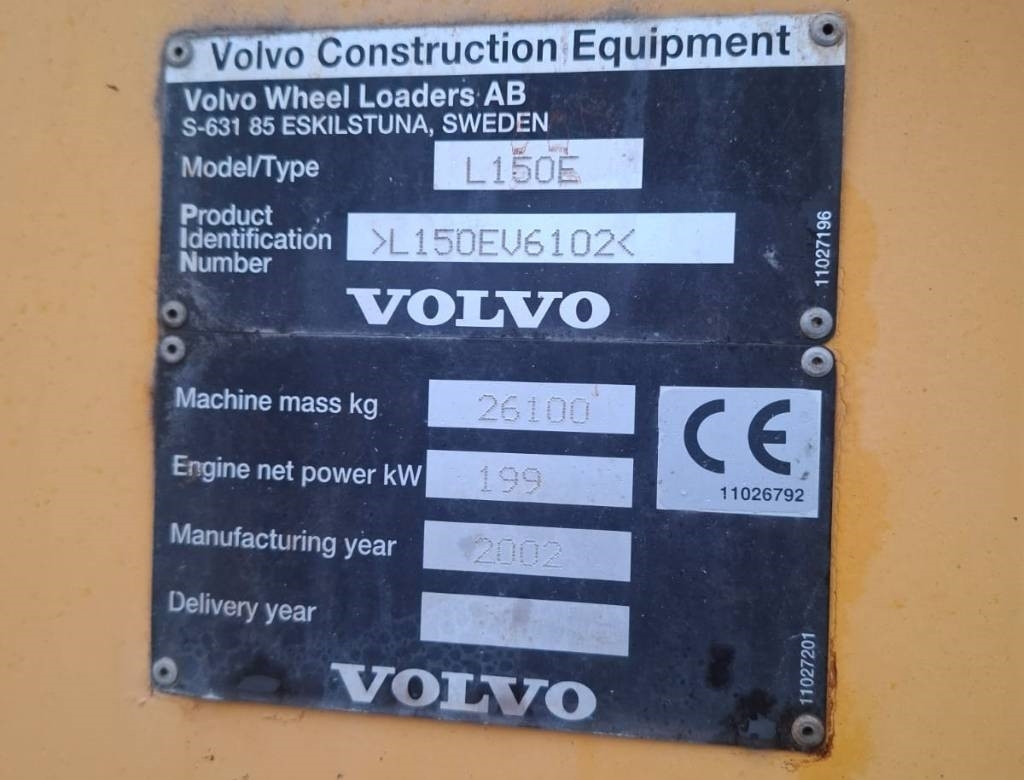 Volvo Construction Equipment
Volvo Wheel Loaders AB
S-631 85 ESKILSTUNA, SWEDEN
Model/Type L150E
Product
Identification >L150EV6102<
Number
11027196
VOLVO
Machine mass kg 26100
CE
11026792
Engine net power kW 199
Manufacturing year 2002
Delivery year
11027201
VOLVO